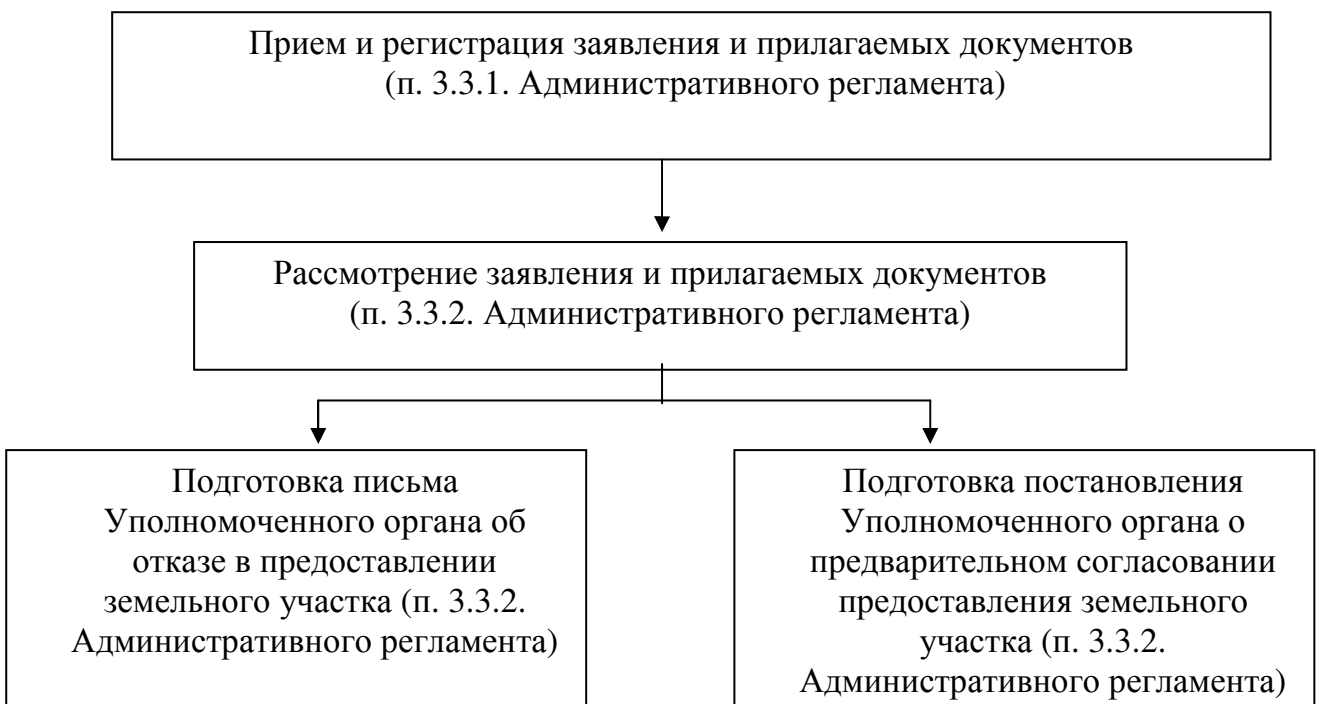 Прием и регистрация заявления и прилагаемых документов
(п. 3.3.1. Административного регламента)
Рассмотрение заявления и прилагаемых документов
(п. 3.3.2. Административного регламента)
Подготовка письма
Уполномоченного органа об
отказе в предоставлении
земельного участка (п. 3.3.2.
Административного регламента)
Подготовка постановления
Уполномоченного органа о
предварительном согласовании
предоставления земельного
участка (п. 3.3.2.
Административного регламента)